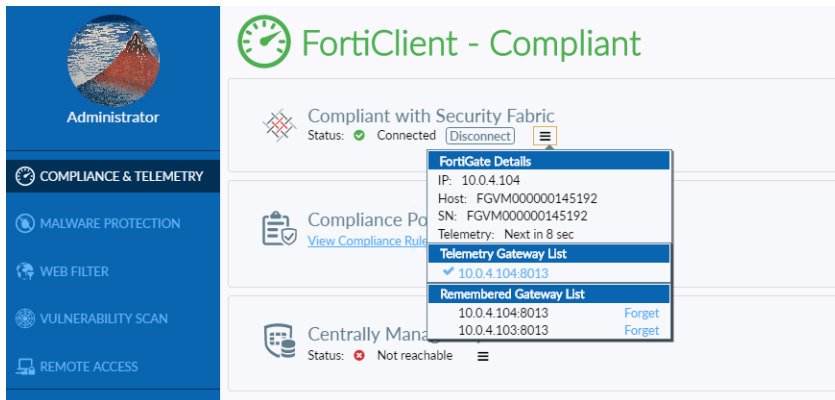 FortiClient - Compliant
Administrator
Compliant with Security Fabric
Status: Connected Disconnect
COMPLIANCE & TELEMETRY
MALWARE PROTECTION
WEB FILTER
VULNERABILITY SCAN
REMOTE ACCESS
FortiGate Details
IP: 10.0.4.104
Host: FGVM000000145192
SN: FGVM000000145192
Telemetry: Next in 8 sec
Telemetry Gateway List
10.0.4.104:8013
Remembered Gateway List
10.0.4.104:8013 Forget
10.0.4.103:8013 Forget
Compliance Po
View Compliance Rule
Centrally Mana
Status: Not reachable